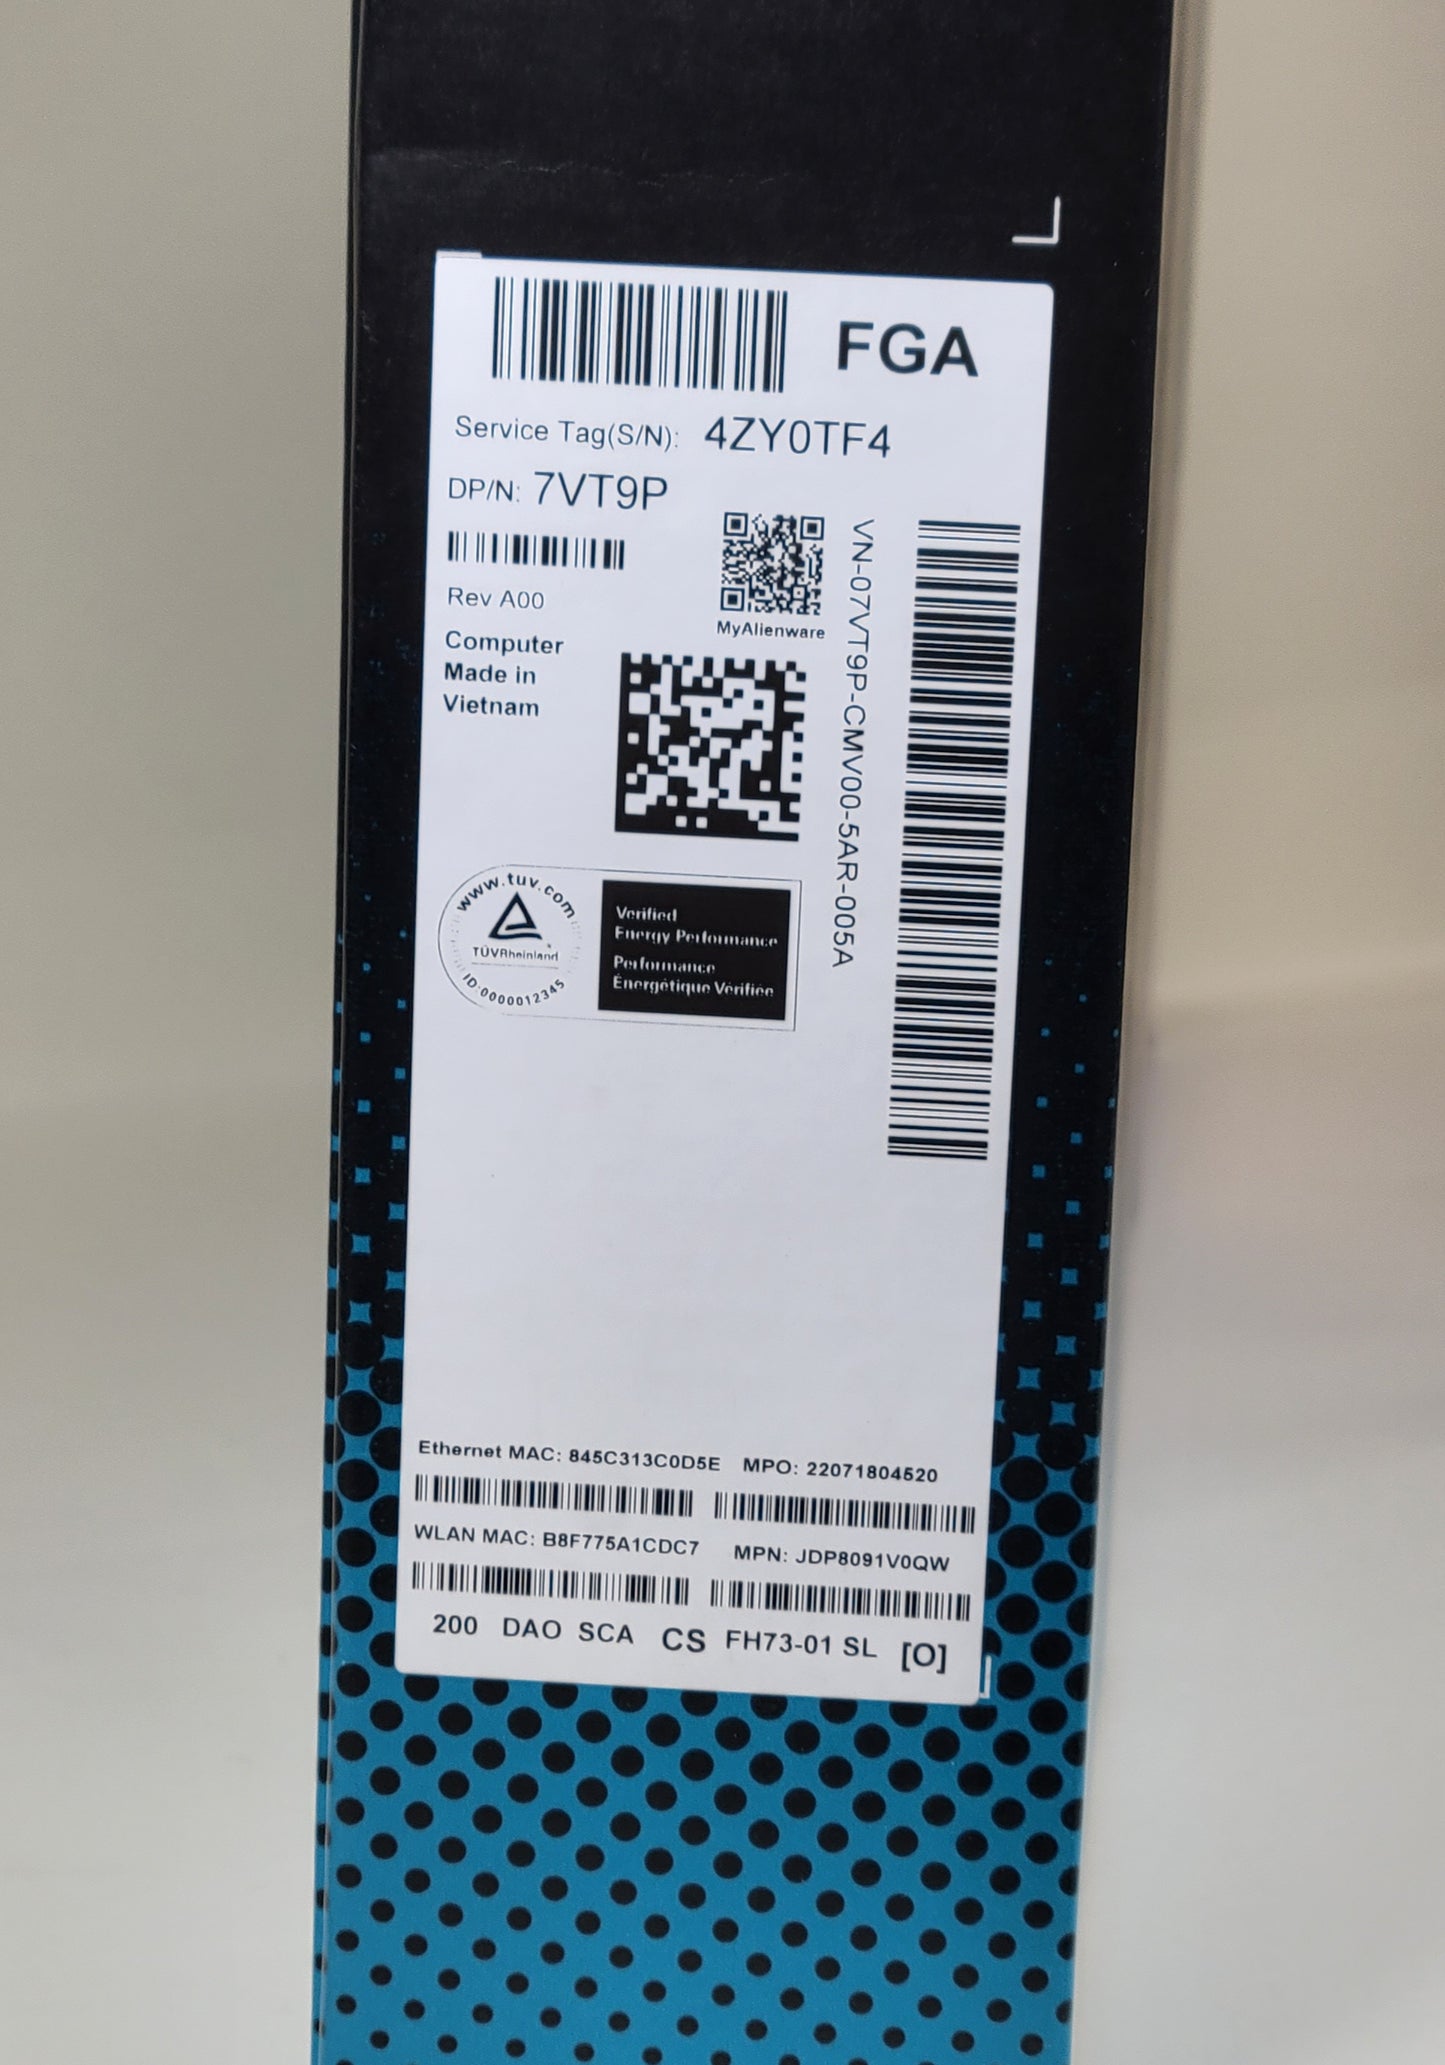 FGA
Service Tag(S/N): 4ZY0TF4
DP/N: 7VT9P
Rev A00
Computer
Made in
Vietnam
MyAlienware
VN-07VT9P-CMV00-5AR-005A
www.tuv.com
TÜVRheinland
ID:0000012345
Verified
Energy Performance
Performance
Énergétique Vérifiée
Ethernet MAC: 845C313C0D5E MPO: 22071804520
WLAN MAC: B8F775A1CDC7 MPN: JDP8091V0QW
200 DAO SCA CS FH73-01 SL [O]